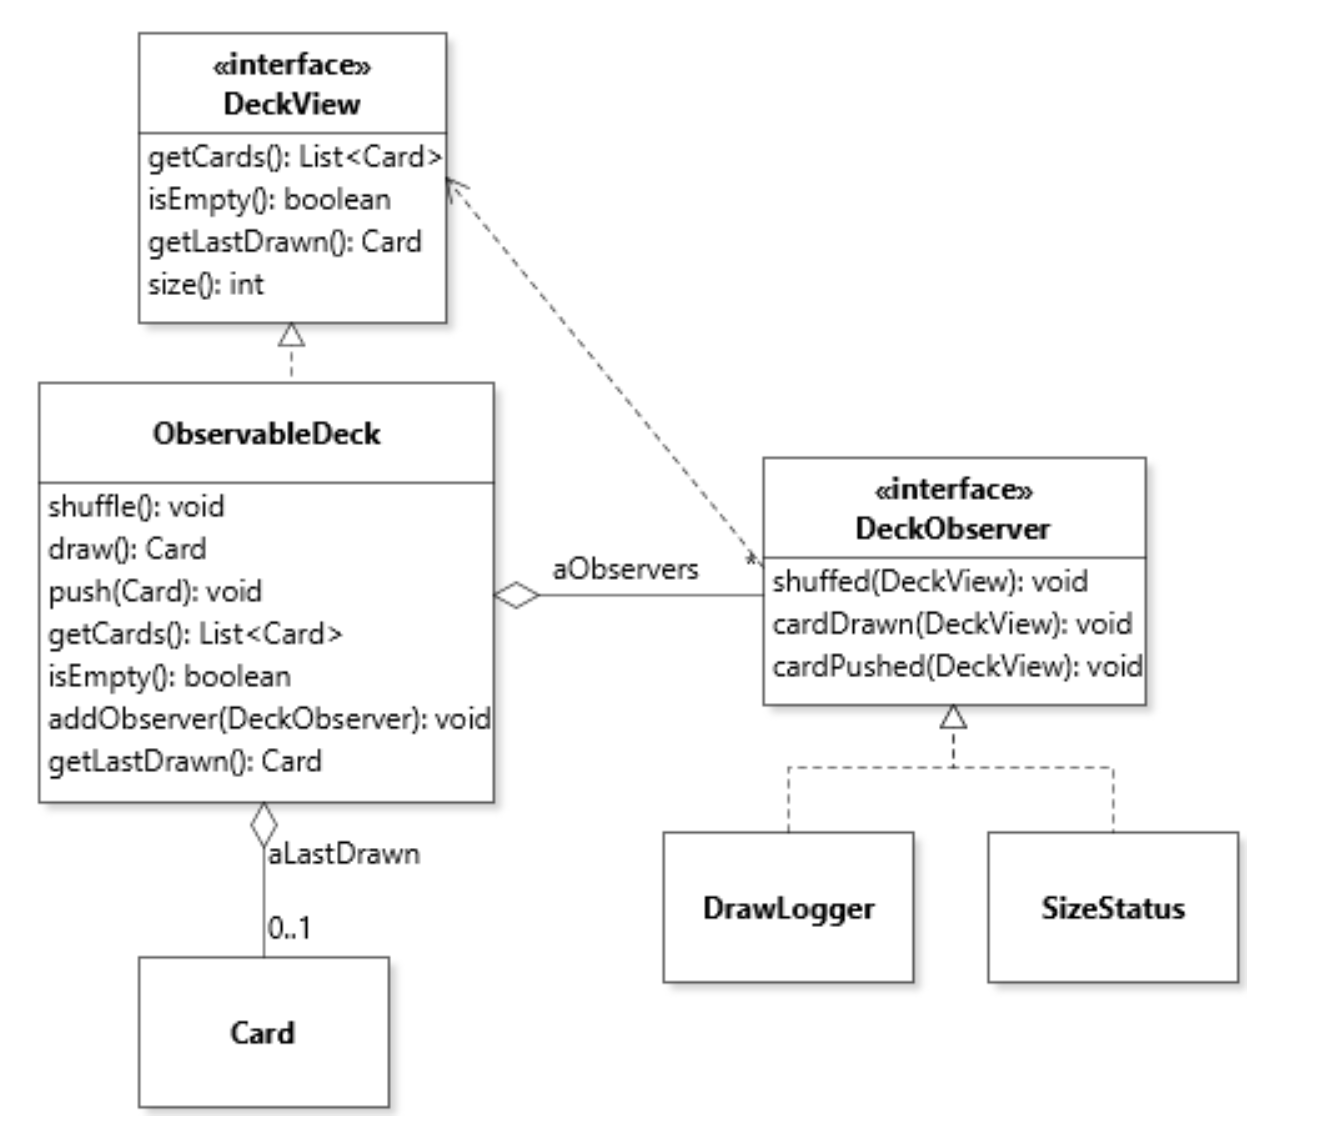 «interface»
DeckView
getCards(): List<Card>
isEmpty(): boolean
getLastDrawn(): Card
size(): int
ObservableDeck
shuffle(): void
draw(): Card
push(Card): void
getCards(): List<Card>
isEmpty(): boolean
addObserver(DeckObserver): void
getLastDrawn(): Card
aObservers
*
«interface»
DeckObserver
shuffed(DeckView): void
cardDrawn(DeckView): void
cardPushed(DeckView): void
aLastDrawn
0..1
Card
DrawLogger
SizeStatus